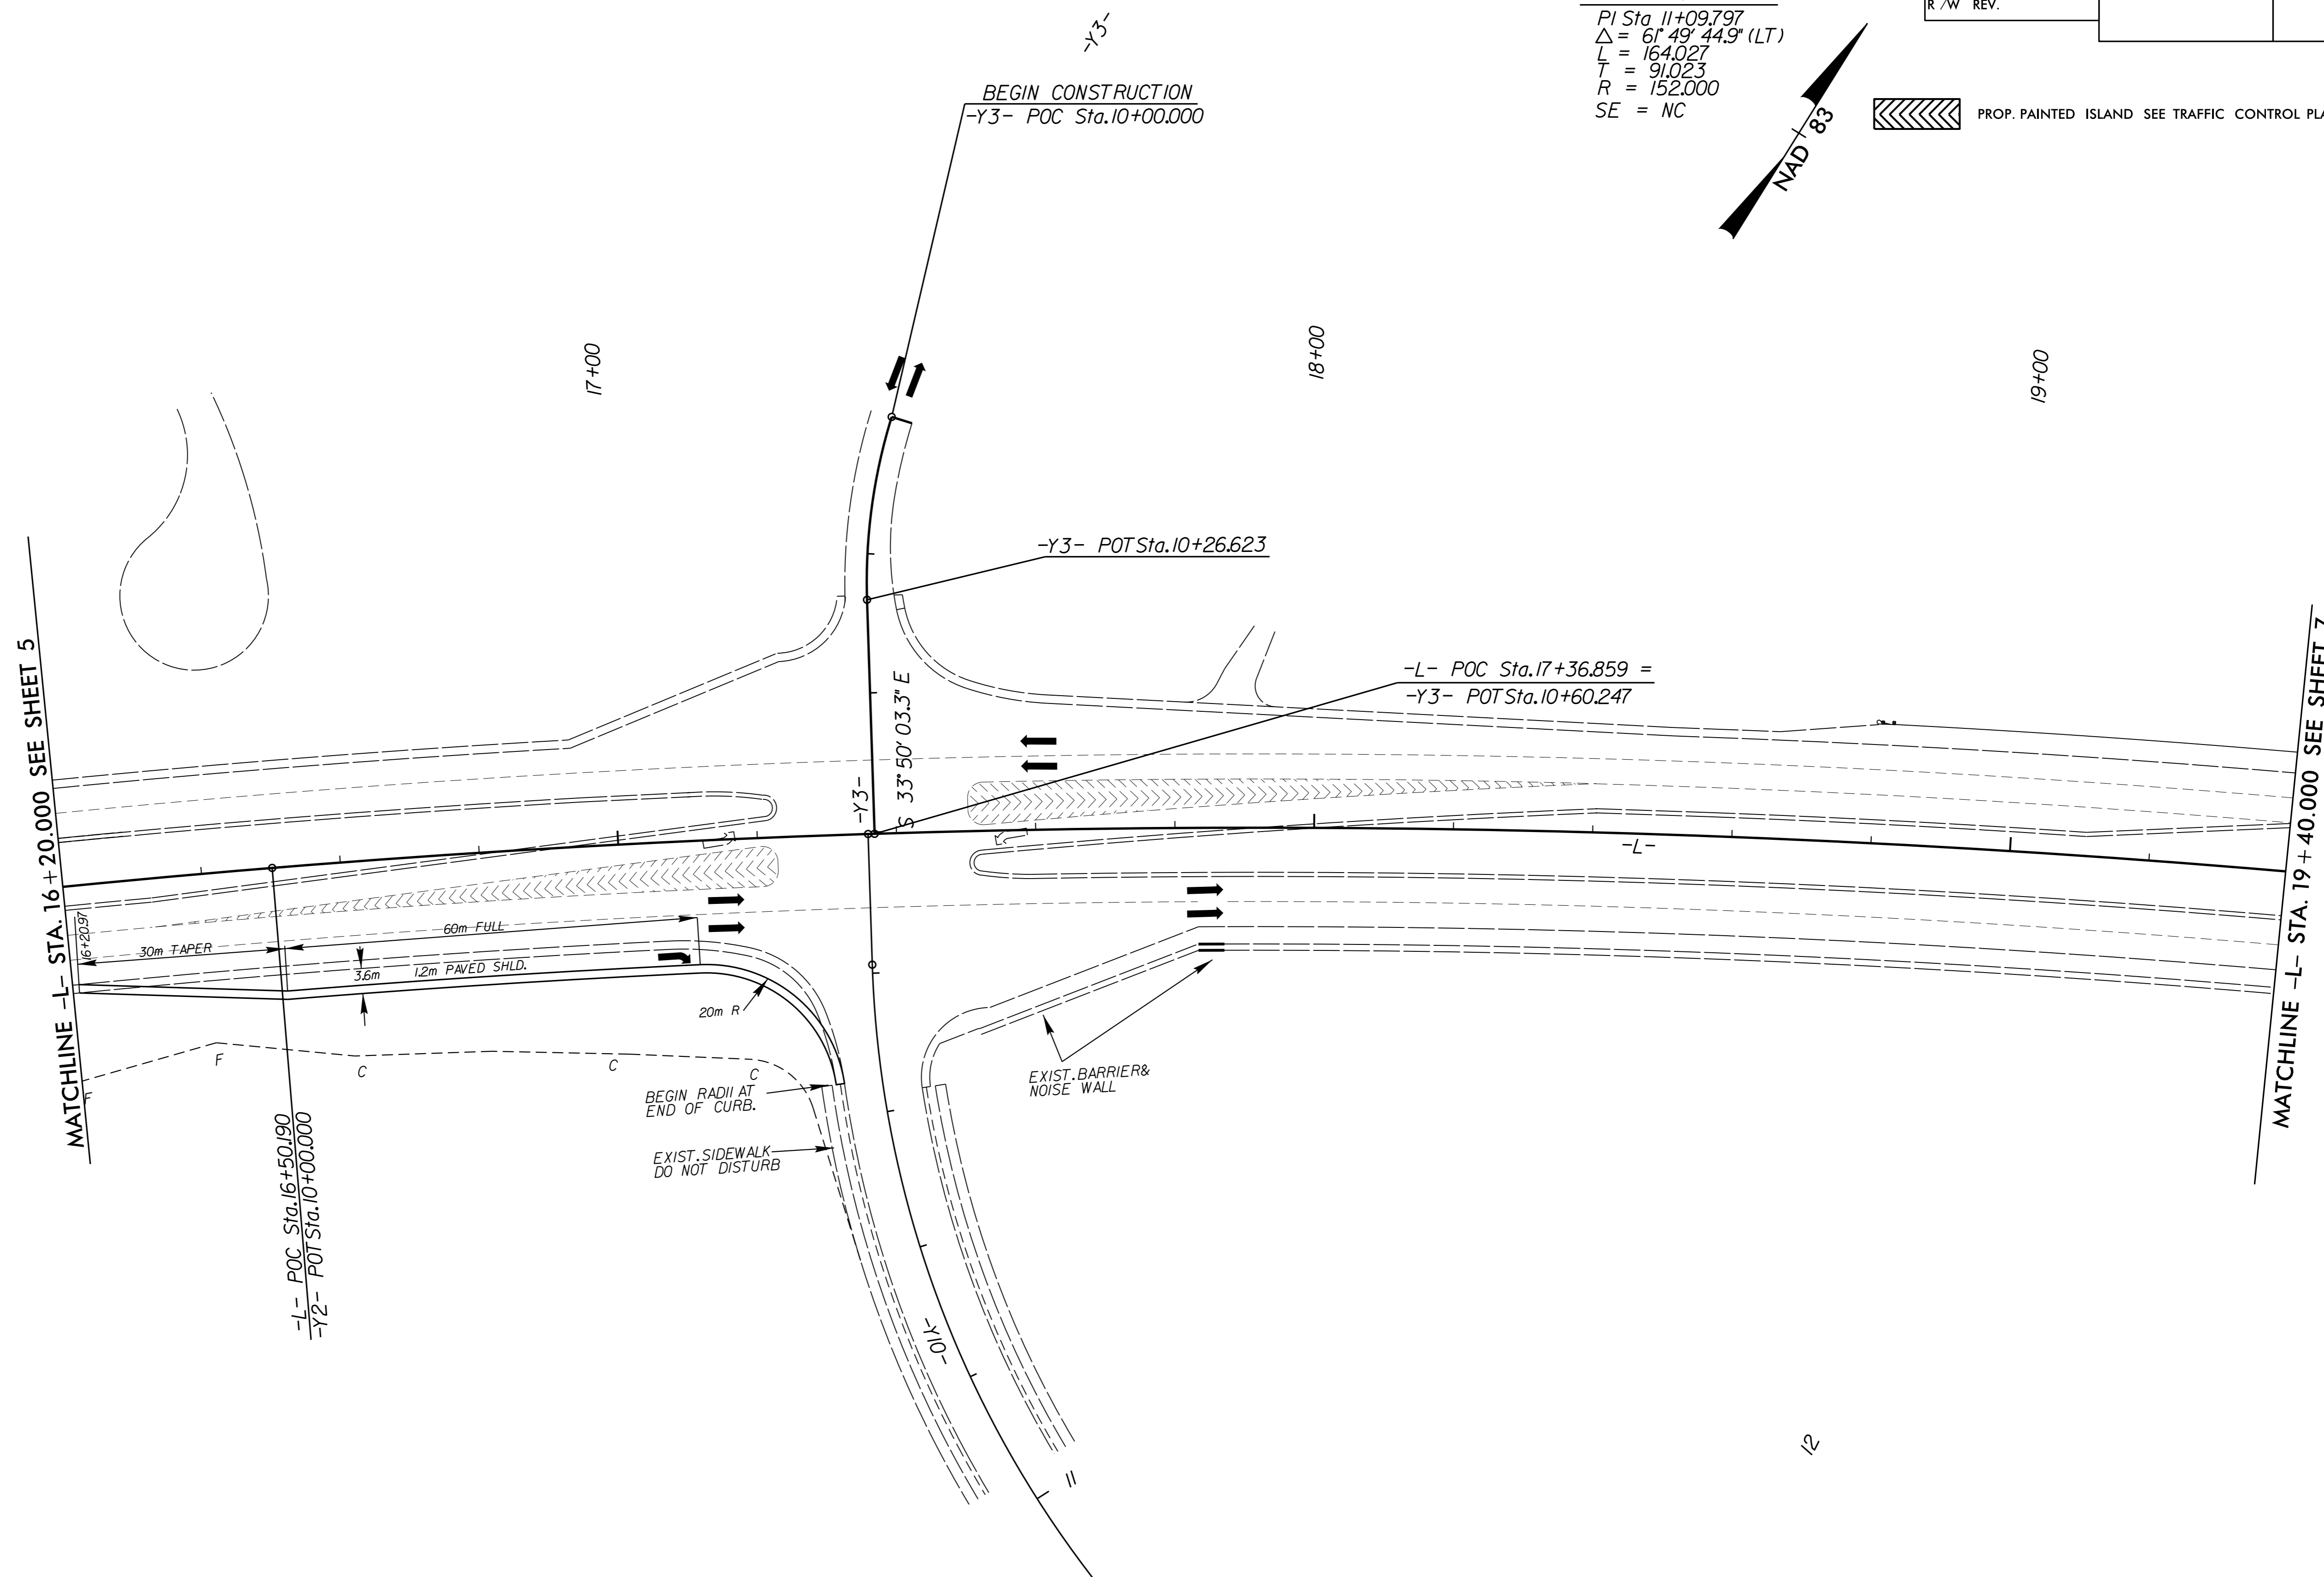 R/W REV.
PI Sta 11+09.797
△ = 61° 49' 44.9" (LT)
L = 164.027
T = 91.023
R = 152.000
SE = NC
NAD 83
PROP. PAINTED ISLAND SEE TRAFFIC CONTROL PLA
-Y3-
BEGIN CONSTRUCTION
-Y3- POC Sta.10+00.000
17+00
18+00
19+00
-Y3- POT Sta.10+26.623
-L- POC Sta.17+36.859 =
-Y3- POT Sta.10+60.247
S 33° 50' 03.3" E
-Y3-
-L-
MATCHLINE -L- STA. 16+20.000 SEE SHEET 5
MATCHLINE -L- STA. 19+40.000 SEE SHEET 7
16+20.97
30m TAPER
60m FULL
3.6m
1.2m PAVED SHLD.
20m R
F
F
C
C
C
BEGIN RADII AT
END OF CURB.
EXIST. SIDEWALK
DO NOT DISTURB
EXIST. BARRIER &
NOISE WALL
-L- POC Sta.16+50.190
-Y2- POT Sta.10+00.000
-Y10-
11
12